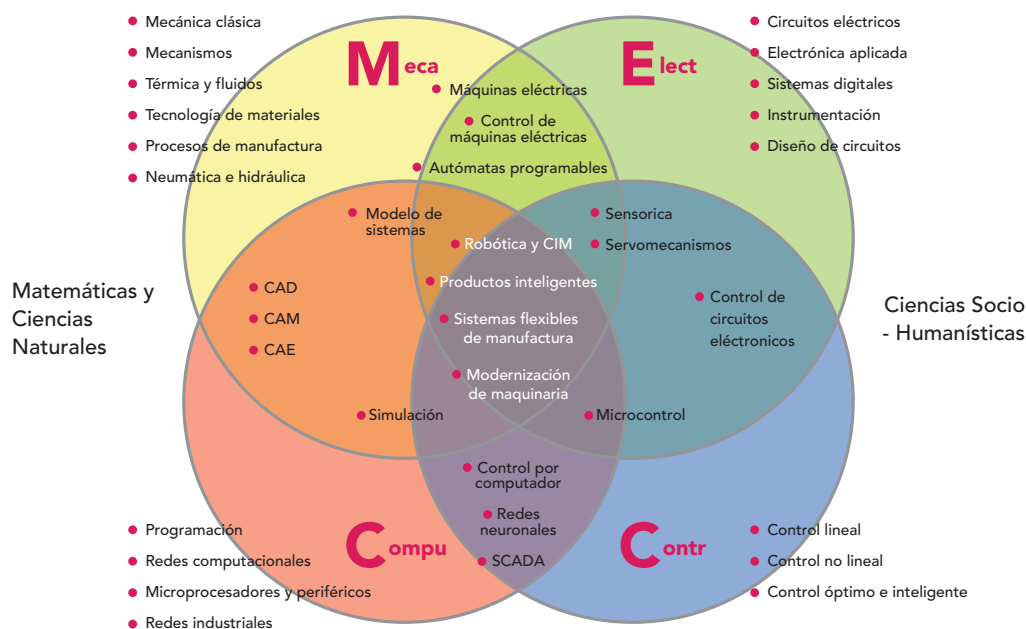 Mecánica clásica
Mecanismos
Térmica y fluidos
Tecnología de materiales
Procesos de manufactura
Neumática e hidráulica
Meca
Elect
Circuitos eléctricos
Electrónica aplicada
Sistemas digitales
Instrumentación
Diseño de circuitos
Máquinas eléctricas
Control de
máquinas eléctricas
Autómatas programables
Modelo de
sistemas
Sensorica
Servomecanismos
Robótica y CIM
Productos inteligentes
Sistemas flexibles
de manufactura
Modernización
de maquinaria
Matemáticas y
Ciencias
Naturales
CAD
CAM
CAE
Simulación
Control de
circuitos
eléctronicos
Microcontrol
Ciencias Socio
- Humanísticas
Control por
computador
Redes
neuronales
SCADA
Compu
Contr
Programación
Redes computacionales
Microprocesadores y periféricos
Redes industriales
Control lineal
Control no lineal
Control óptimo e inteligente